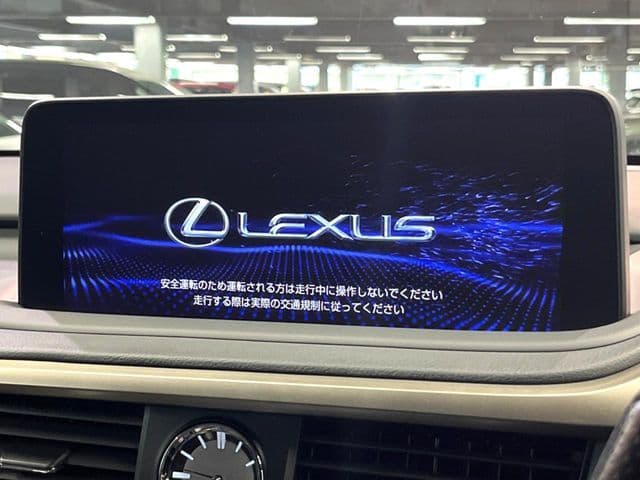 LEXUS
安全運転のため運転される方は走行中に操作しないでください
走行する際は実際の交通規制に従ってください